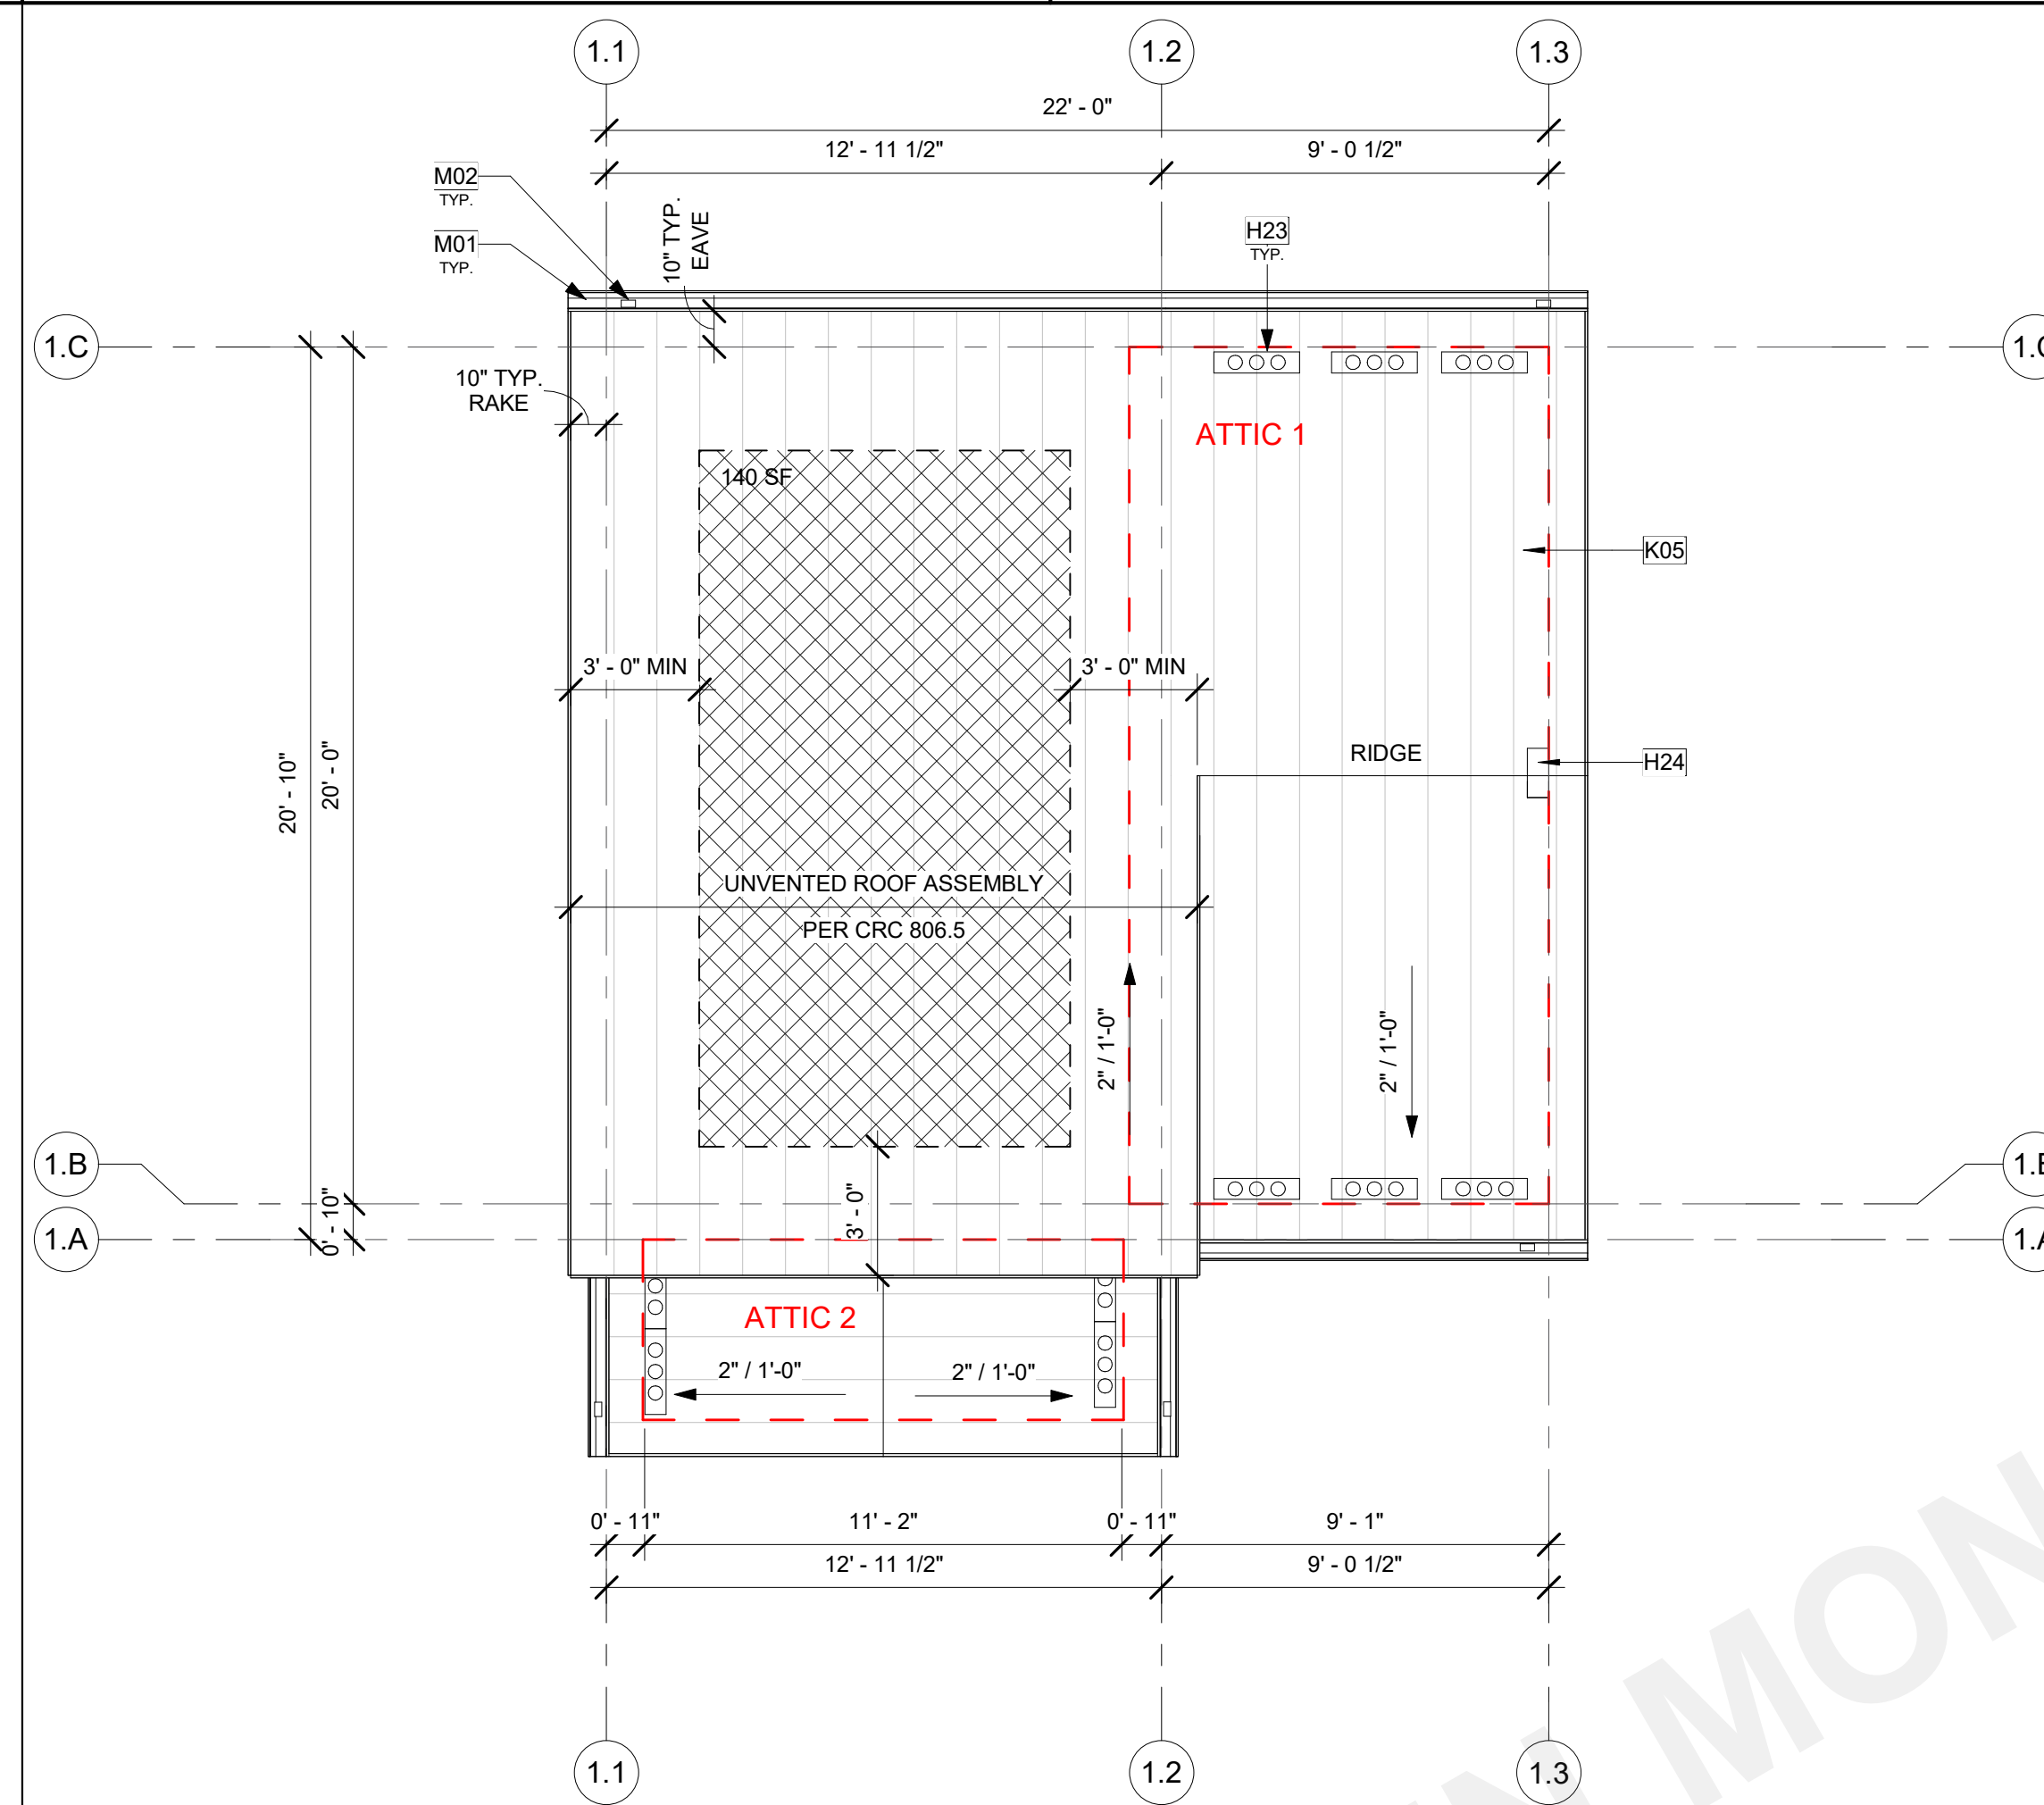 1.1
1.2
1.3
22' - 0"
12' - 11 1/2"
9' - 0 1/2"
M02
TYP.
M01
TYP.
10" TYP.
EAVE
H23
TYP.
1.C
1.C
10" TYP.
RAKE
ATTIC 1
140 SF
K05
3' - 0" MIN
3' - 0" MIN
RIDGE
H24
20' - 10"
20' - 0"
UNVENTED ROOF ASSEMBLY
PER CRC 806.5
2" / 1'-0"
2" / 1'-0"
1.B
1.B
0' - 10"
3' - 0"
1.A
1.A
ATTIC 2
2" / 1'-0"
2" / 1'-0"
0' - 11"
11' - 2"
0' - 11"
9' - 1"
12' - 11 1/2"
9' - 0 1/2"
MON
1.1
1.2
1.3